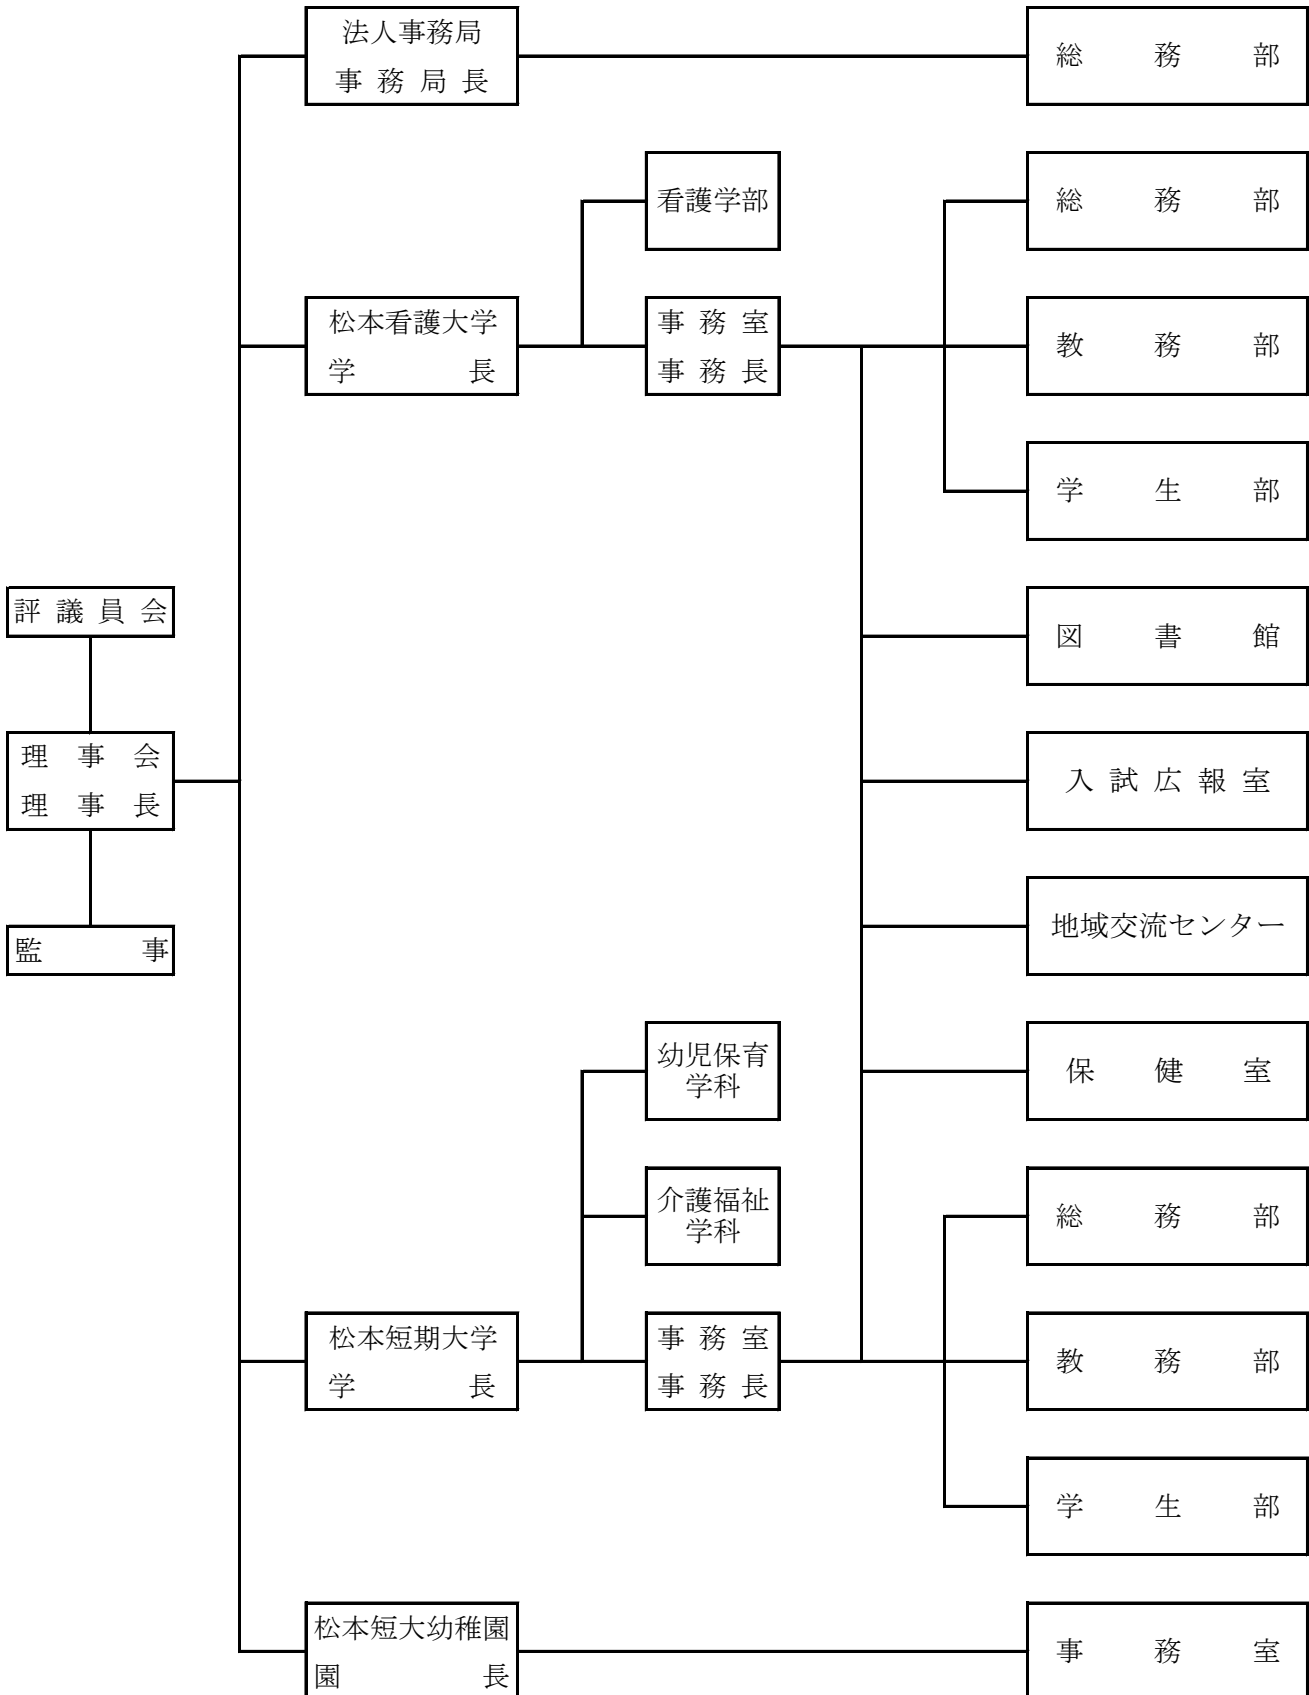 法人事務局
事務局長
総務部
看護学部
総務部
松本看護大学
学長
事務室
事務長
教務部
学生部
評議員会
図書館
理事会
理事長
入試広報室
監事
地域交流センター
幼児保育
学科
保健室
介護福祉
学科
総務部
松本短期大学
学長
事務室
事務長
教務部
学生部
松本短大幼稚園
園長
事務室